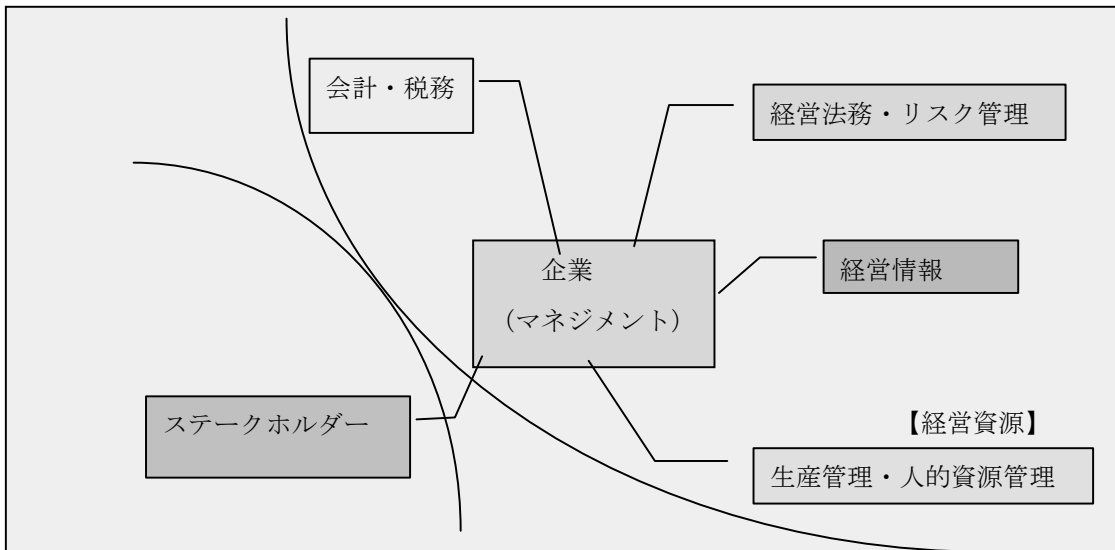 会計・税務
経営法務・リスク管理
企業
(マネジメント)
経営情報
ステークホルダー
【経営資源】
生産管理・人的資源管理